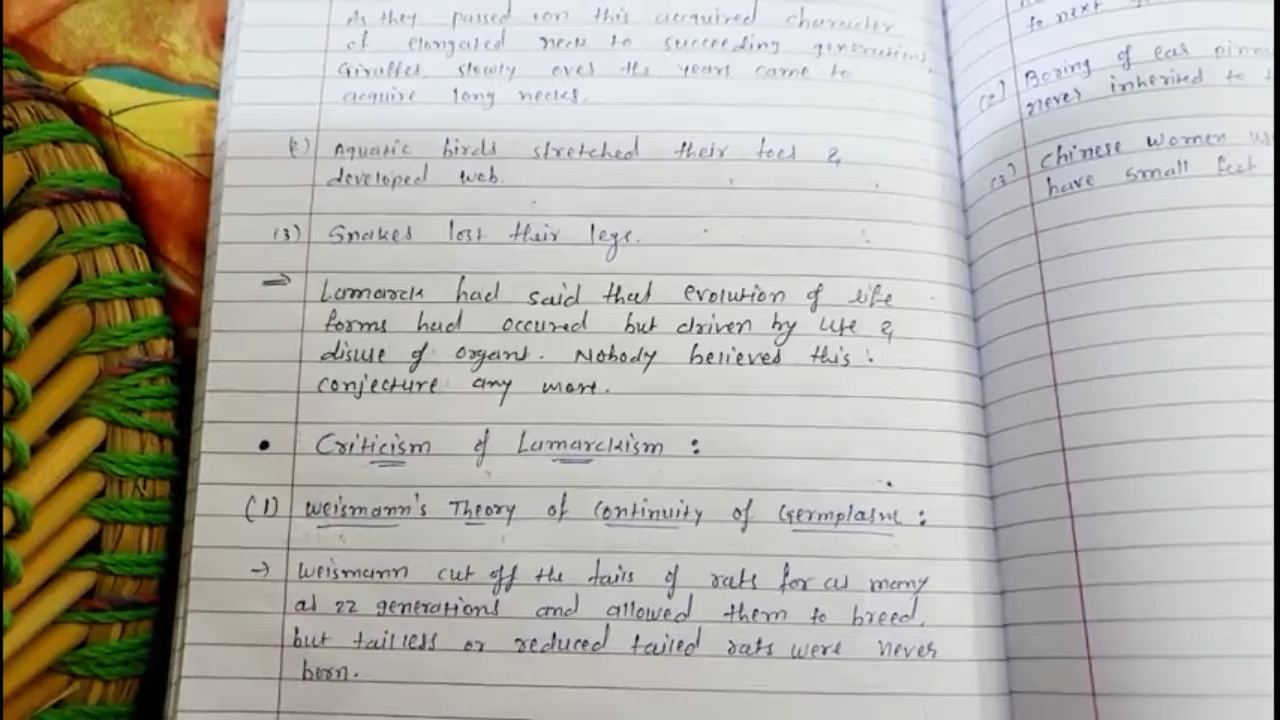 As they passed on this acquired character
of elongated neck to succeeding generations,
Giraffes slowly over the years came to
acquire long necks.
(2) Aquatic birds stretched their toes &
developed web.
(3) Snakes lost their legs.
⇒ Lamarck had said that evolution of life
forms had occured but driven by use &
disuse of organs. Nobody believes this
conjecture any more.
• Criticism of Lamarckism :
(1) Weismann's Theory of Continuity of Germplasm :
→ Weismann cut off the tails of rats for as many
as 22 generations and allowed them to breed,
but tailless or reduced tailed rats were never
born.
to next
(2) Boring of ear
never inherited to
(3) Chinese women
have small feet